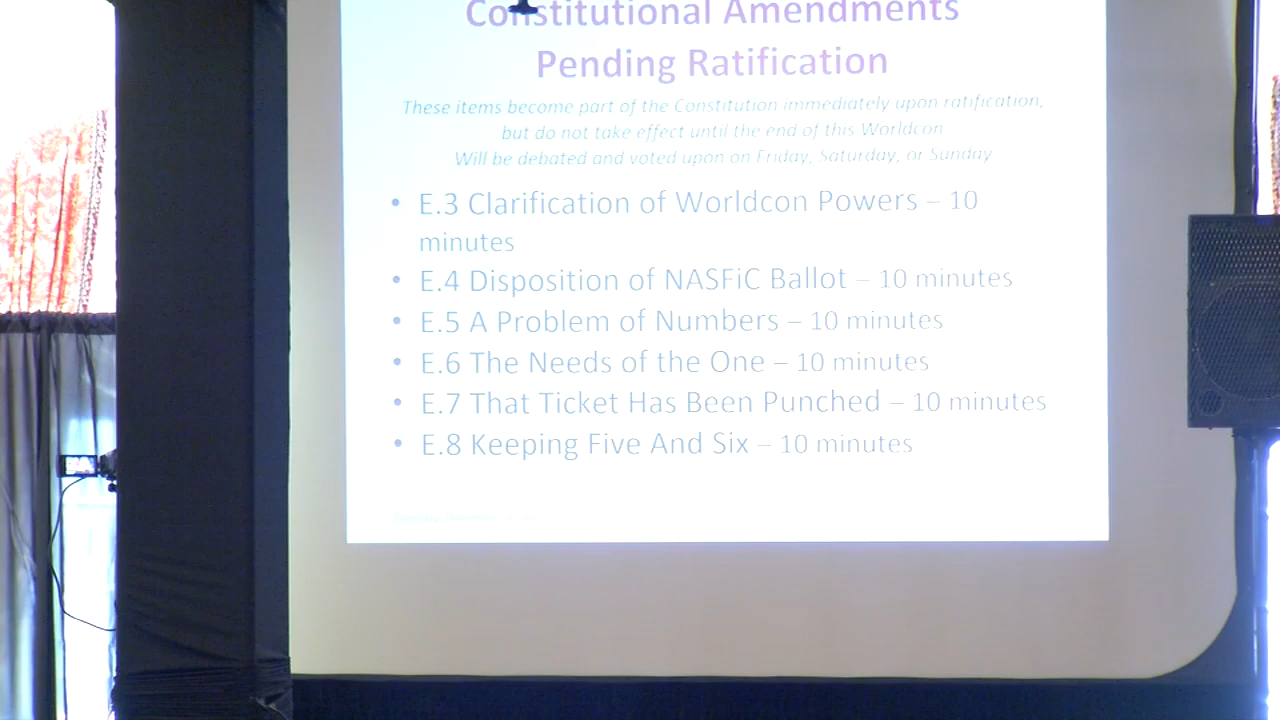 Constitutional Amendments
Pending Ratification
These items become part of the Constitution immediately upon ratification,
but do not take effect until the end of this Worldcon
Will be debated and voted upon on Friday, Saturday, or Sunday
• E.3 Clarification of Worldcon Powers – 10
minutes
• E.4 Disposition of NASFiC Ballot – 10 minutes
• E.5 A Problem of Numbers – 10 minutes
• E.6 The Needs of the One – 10 minutes
• E.7 That Ticket Has Been Punched – 10 minutes
• E.8 Keeping Five And Six – 10 minutes